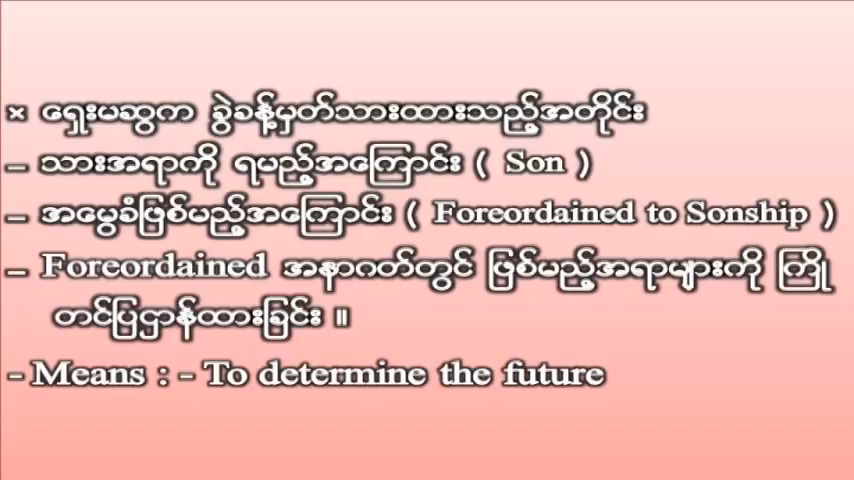 × ရှေးမဆွက ခွဲခန့်မှတ်သားထားသည့်အတိုင်း
– သားအရာကို ရမည့်အကြောင်း ( Son )
– အမွေခံဖြစ်မည့်အကြောင်း ( Foreordained to Sonship )
– Foreordained အနာဂတ်တွင် ဖြစ်မည့်အရာများကို ကြို
တင်ပြဌာန်ထားခြင်း ။
- Means : - To determine the future